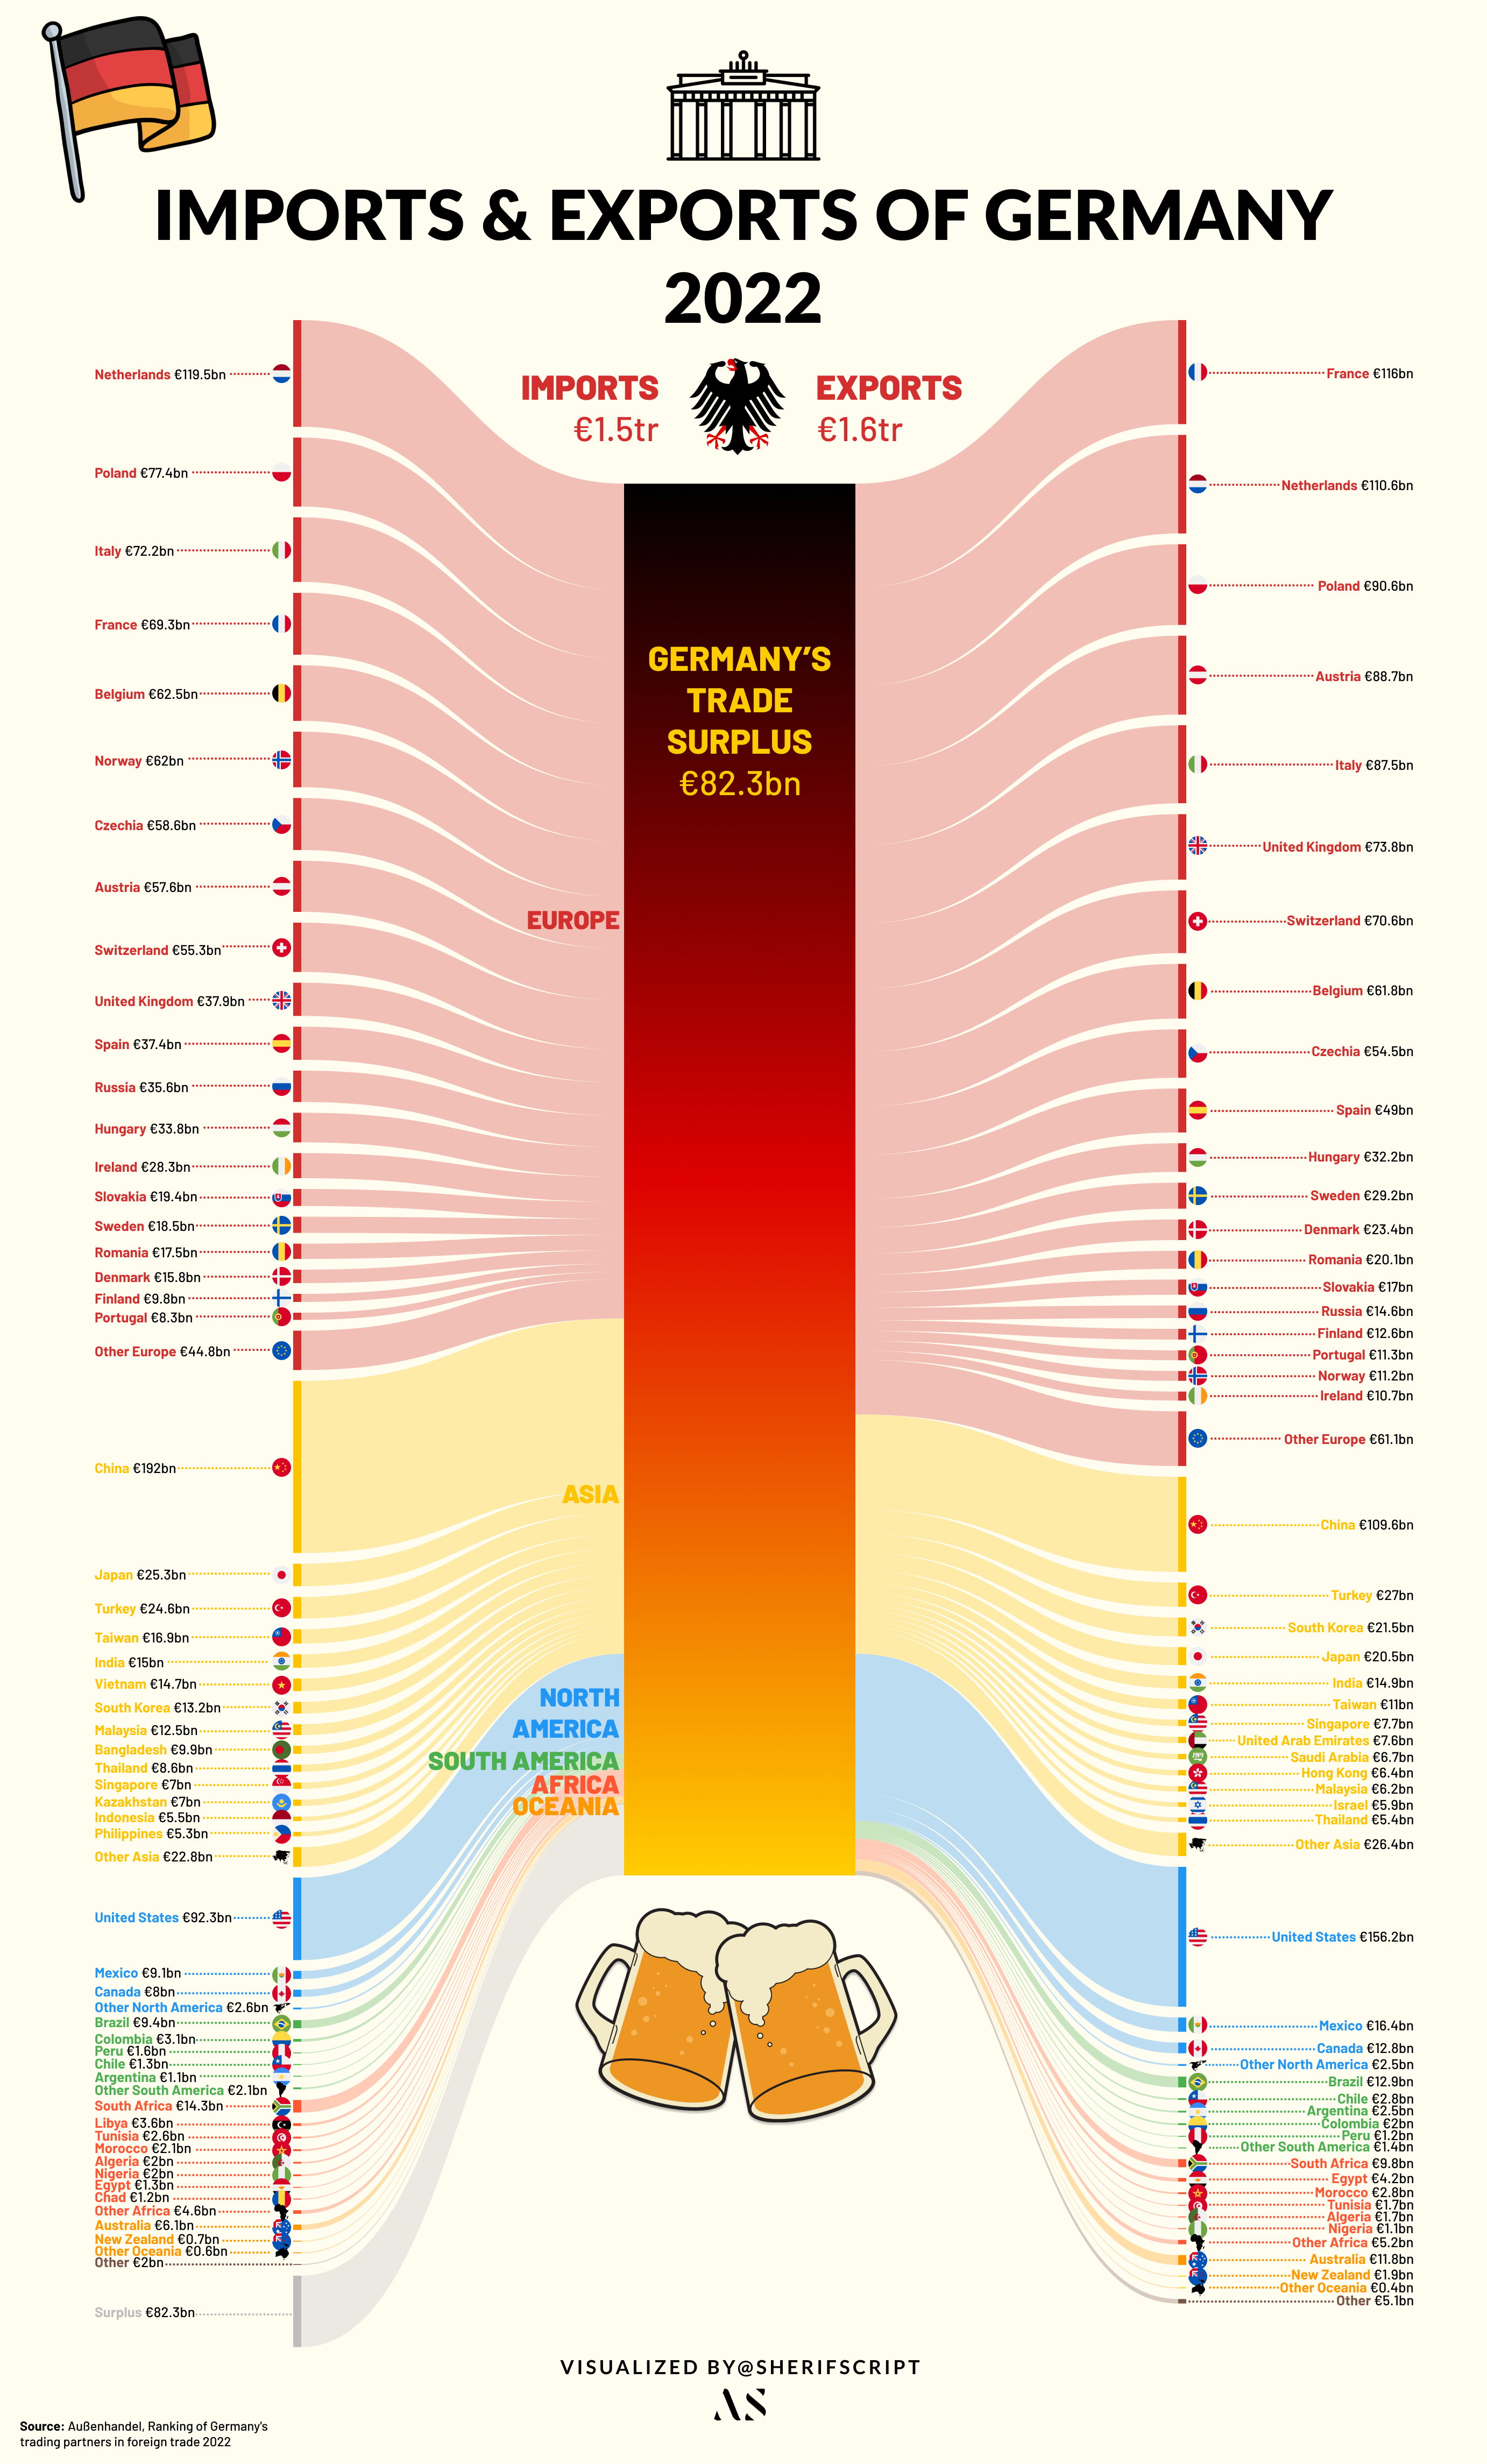 IMPORTS & EXPORTS OF GERMANY
2022
IMPORTS
€1.5tr
EXPORTS
€1.6tr
GERMANY'S
TRADE
SURPLUS
€82.3bn
EUROPE
ASIA
NORTH
AMERICA
SOUTH AMERICA
AFRICA
OCEANIA
Netherlands €119.5bn
Poland €77.4bn
Italy €72.2bn
France €69.3bn
Belgium €62.5bn
Norway €62bn
Czechia €58.6bn
Austria €57.6bn
Switzerland €55.3bn
United Kingdom €37.9bn
Spain €37.4bn
Russia €35.6bn
Hungary €33.8bn
Ireland €28.3bn
Slovakia €19.4bn
Sweden €18.5bn
Romania €17.5bn
Denmark €15.8bn
Finland €9.8bn
Portugal €8.3bn
Other Europe €44.8bn
China €192bn
Japan €25.3bn
Turkey €24.6bn
Taiwan €16.9bn
India €15bn
Vietnam €14.7bn
South Korea €13.2bn
Malaysia €12.5bn
Bangladesh €9.9bn
Thailand €8.6bn
Singapore €7bn
Kazakhstan €7bn
Indonesia €5.5bn
Philippines €5.3bn
Other Asia €22.8bn
United States €92.3bn
Mexico €9.1bn
Canada €8bn
Other North America €2.6bn
Brazil €9.4bn
Colombia €3.1bn
Peru €1.6bn
Chile €1.3bn
Argentina €1.1bn
Other South America €2.1bn
South Africa €14.3bn
Libya €3.6bn
Tunisia €2.6bn
Morocco €2.1bn
Algeria €2bn
Nigeria €2bn
Egypt €1.3bn
Chad €1.2bn
Other Africa €4.6bn
Australia €6.1bn
New Zealand €0.7bn
Other Oceania €0.6bn
Other €2bn
Surplus €82.3bn
France €116bn
Netherlands €110.6bn
Poland €90.6bn
Austria €88.7bn
Italy €87.5bn
United Kingdom €73.8bn
Switzerland €70.6bn
Belgium €61.8bn
Czechia €54.5bn
Spain €49bn
Hungary €32.2bn
Sweden €29.2bn
Denmark €23.4bn
Romania €20.1bn
Slovakia €17bn
Russia €14.6bn
Finland €12.6bn
Portugal €11.3bn
Norway €11.2bn
Ireland €10.7bn
Other Europe €61.1bn
China €109.6bn
Turkey €27bn
South Korea €21.5bn
Japan €20.5bn
India €14.9bn
Taiwan €11bn
Singapore €7.7bn
United Arab Emirates €7.6bn
Saudi Arabia €6.7bn
Hong Kong €6.4bn
Malaysia €6.2bn
Israel €5.9bn
Thailand €5.4bn
Other Asia €26.4bn
United States €156.2bn
Mexico €16.4bn
Canada €12.8bn
Other North America €2.5bn
Brazil €12.9bn
Chile €2.8bn
Argentina €2.5bn
Colombia €2bn
Peru €1.2bn
Other South America €1.4bn
South Africa €9.8bn
Egypt €4.2bn
Morocco €2.8bn
Tunisia €1.7bn
Algeria €1.7bn
Nigeria €1.1bn
Other Africa €5.2bn
Australia €11.8bn
New Zealand €1.9bn
Other Oceania €0.4bn
Other €5.1bn
VISUALIZED BY@SHERIFSCRIPT
AS
Source: Außenhandel, Ranking of Germany's
trading partners in foreign trade 2022